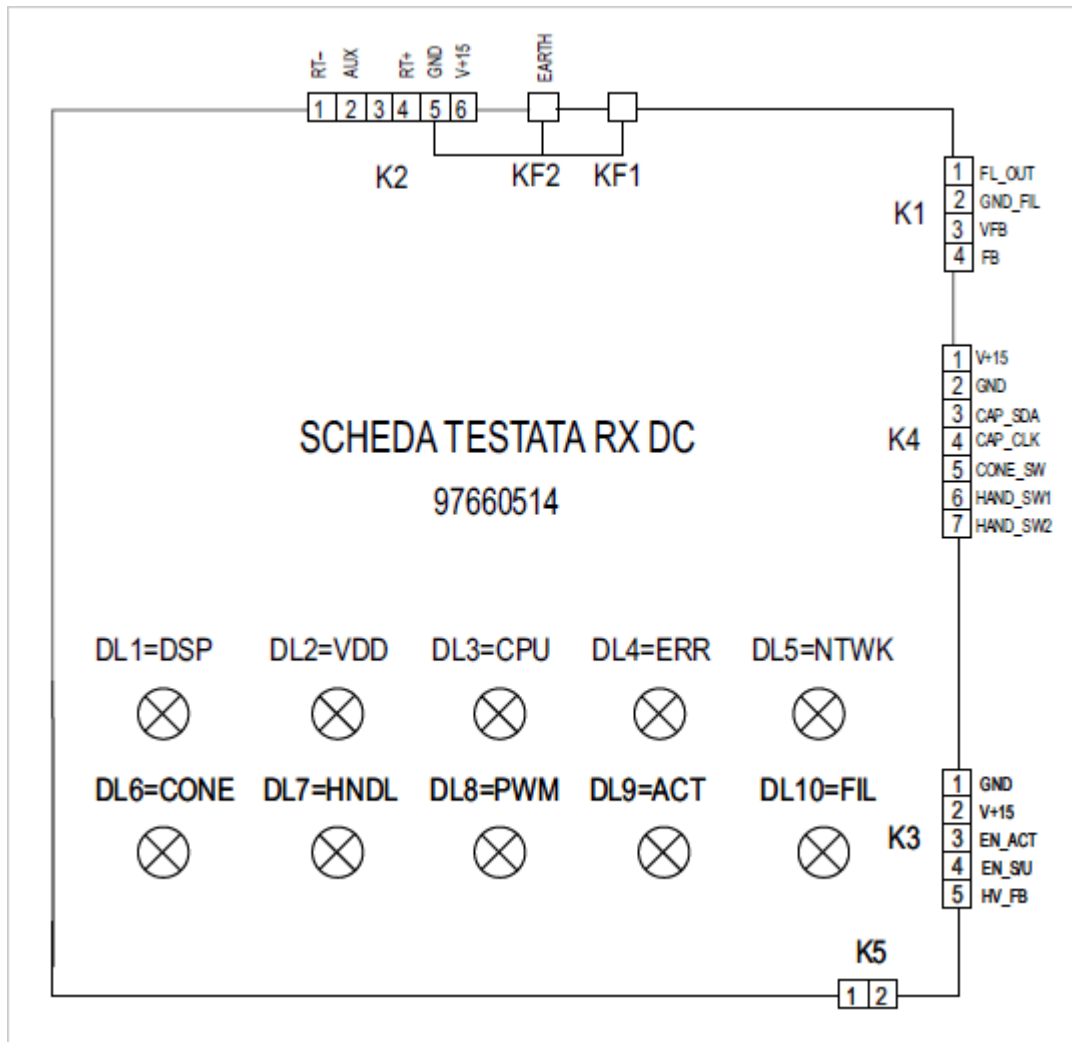 RT- AUX RT+ GND V+15 EARTH
1 2 3 4 5 6
K2 KF2 KF1
K1
1 FL_OUT
2 GND_FIL
3 VFB
4 FB
K4
1 V+15
2 GND
3 CAP_SDA
4 CAP_CLK
5 CONE_SW
6 HAND_SW1
7 HAND_SW2
SCHEDA TESTATA RX DC
97660514
DL1=DSP DL2=VDD DL3=CPU DL4=ERR DL5=NTWK
DL6=CONE DL7=HNDL DL8=PWM DL9=ACT DL10=FIL
K3
1 GND
2 V+15
3 EN_ACT
4 EN_S/U
5 HV_FB
K5
1 2